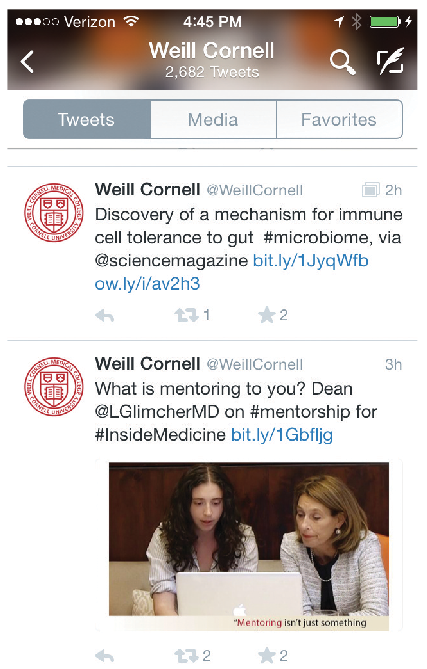 Verizon 4:45 PM
Weill Cornell
2,682 Tweets
Tweets Media Favorites
Weill Cornell @WeillCornell 2h
Discovery of a mechanism for immune
cell tolerance to gut #microbiome, via
@sciencemagazine bit.ly/1JyqWfb
ow.ly/i/av2h3
1 2
Weill Cornell @WeillCornell 3h
What is mentoring to you? Dean
@LGlimcherMD on #mentorship for
#InsideMedicine bit.ly/1Gbfljg
"Mentoring isn't just something
2 2